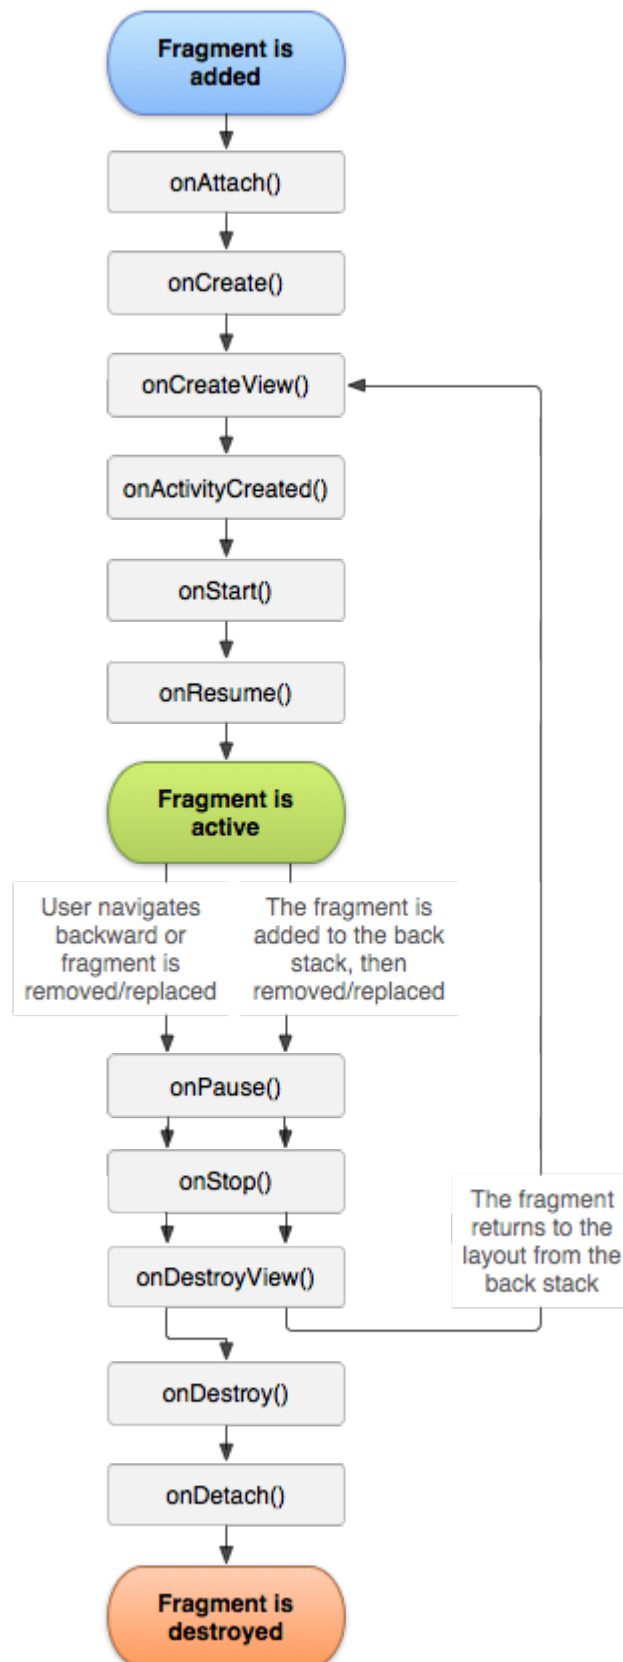 Fragment is
added
onAttach()
onCreate()
onCreateView()
onActivityCreated()
onStart()
onResume()
Fragment is
active
User navigates
backward or
fragment is
removed/replaced
The fragment is
added to the back
stack, then
removed/replaced
onPause()
onStop()
onDestroyView()
The fragment
returns to the
layout from the
back stack
onDestroy()
onDetach()
Fragment is
destroyed